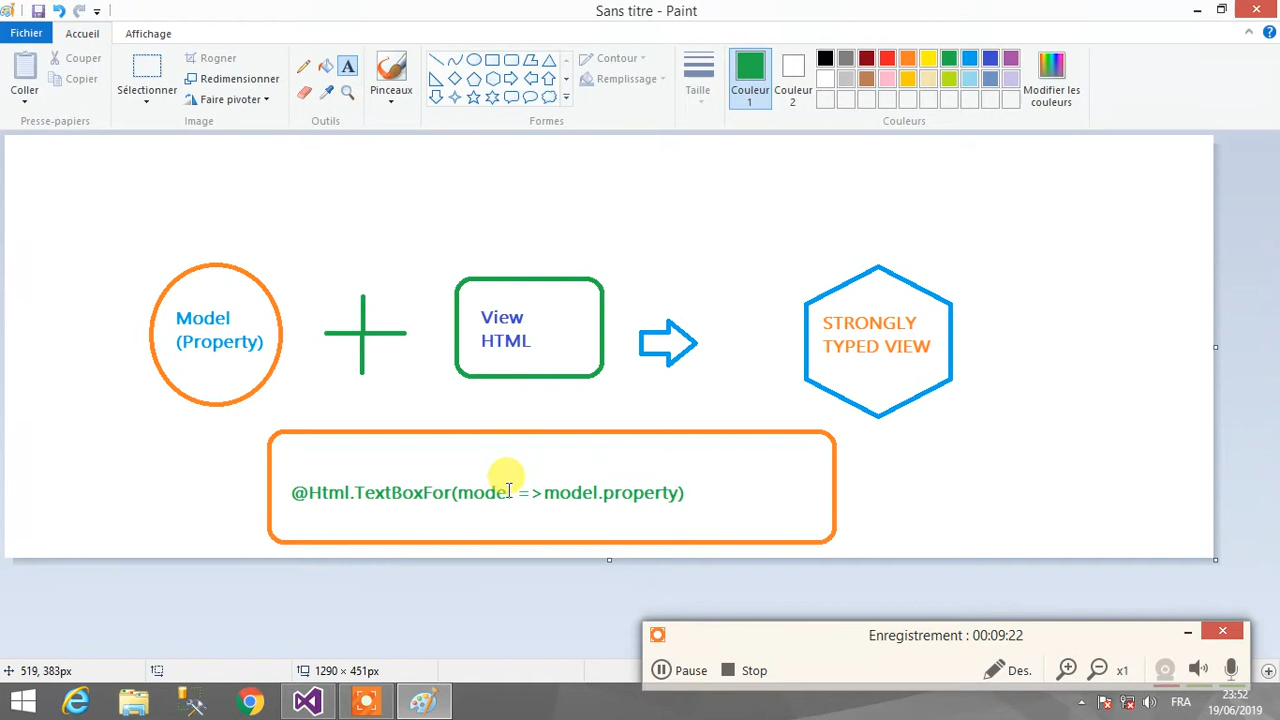 Sans titre - Paint
Fichier
Accueil
Affichage
Coller
Couper
Copier
Presse-papiers
Sélectionner
Rogner
Redimensionner
Faire pivoter
Image
A
Outils
Pinceaux
Contour
Remplissage
Formes
Taille
Couleur 1
Couleur 2
Modifier les couleurs
Couleurs
Model
(Property)
View
HTML
STRONGLY
TYPED VIEW
@Html.TextBoxFor(model =>model.property)
Enregistrement : 00:09:22
Pause
Stop
Des.
x1
519, 383px
1290 × 451px
FRA
23:52
19/06/2019